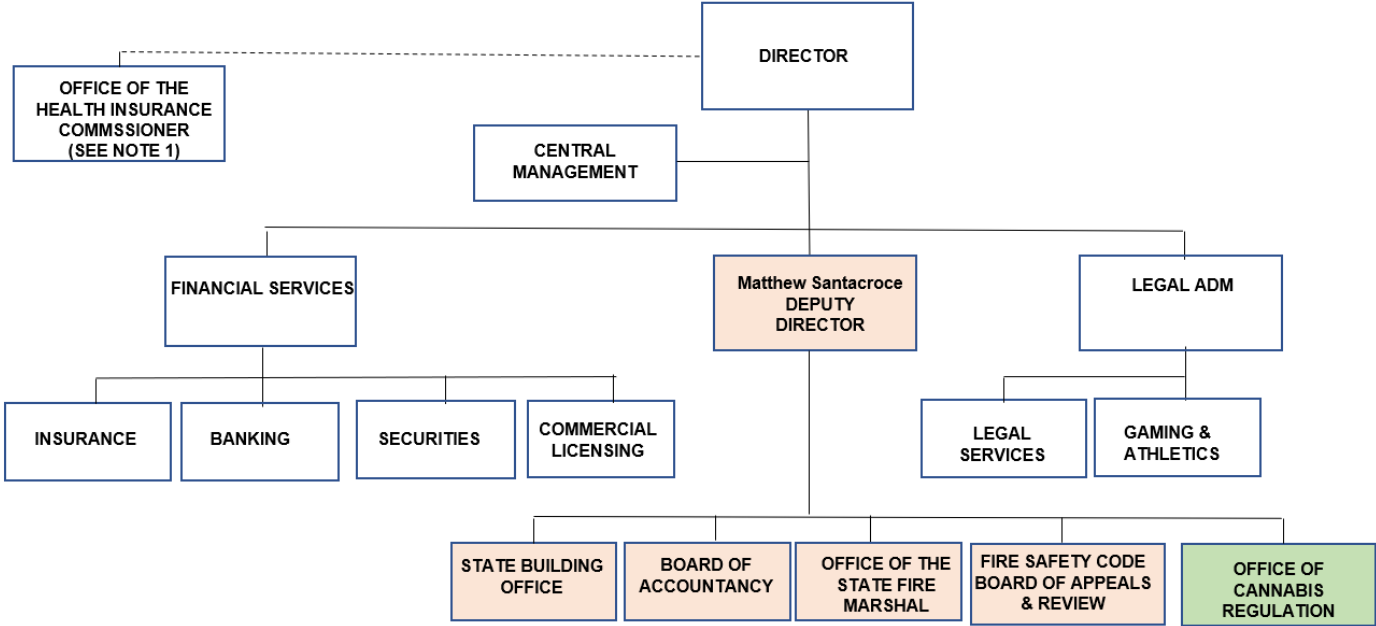 DIRECTOR
OFFICE OF THE
HEALTH INSURANCE
COMMSSIONER
(SEE NOTE 1)
CENTRAL
MANAGEMENT
FINANCIAL SERVICES
Matthew Santacroce
DEPUTY
DIRECTOR
LEGAL ADM
INSURANCE
BANKING
SECURITIES
COMMERCIAL
LICENSING
LEGAL
SERVICES
GAMING &
ATHLETICS
STATE BUILDING
OFFICE
BOARD OF
ACCOUNTANCY
OFFICE OF THE
STATE FIRE
MARSHAL
FIRE SAFETY CODE
BOARD OF APPEALS
& REVIEW
OFFICE OF
CANNABIS
REGULATION